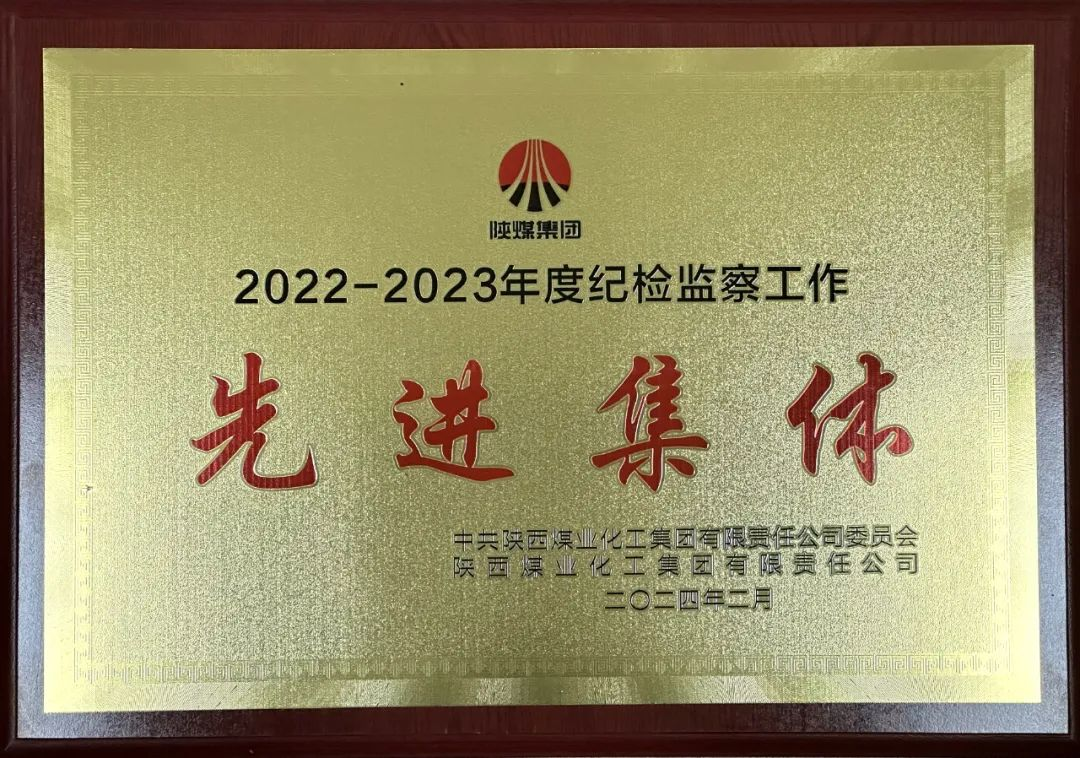 陕煤集团
2022-2023年度纪检监察工作
先进集体
中共陕西煤业化工集团有限责任公司委员会
陕西煤业化工集团有限责任公司
二〇二四年二月